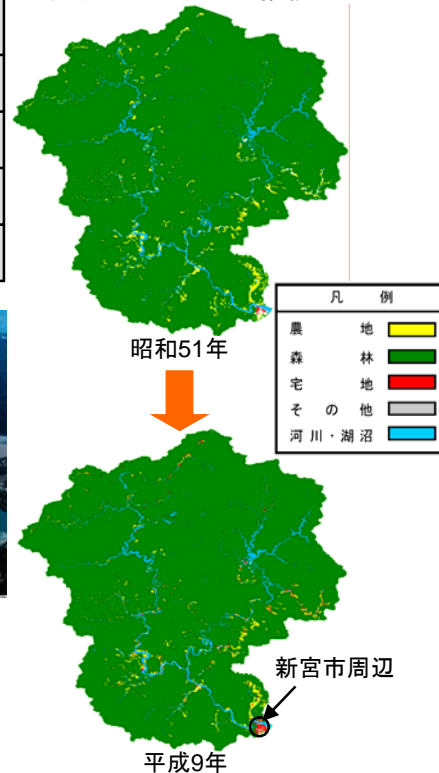 昭和51年
凡 例
農 地
森 林
宅 地
そ の 他
河 川 ・ 湖 沼
新宮市周辺
平成9年